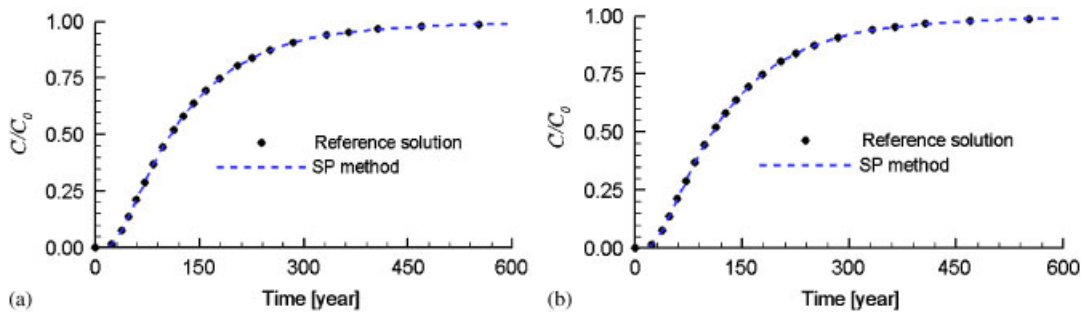 1.00
0.75
0.50
0.25
0.00
C/C₀
Reference solution
SP method
0 150 300 450 600
Time [year]
(a)
1.00
0.75
0.50
0.25
0.00
C/C₀
Reference solution
SP method
0 150 300 450 600
Time [year]
(b)